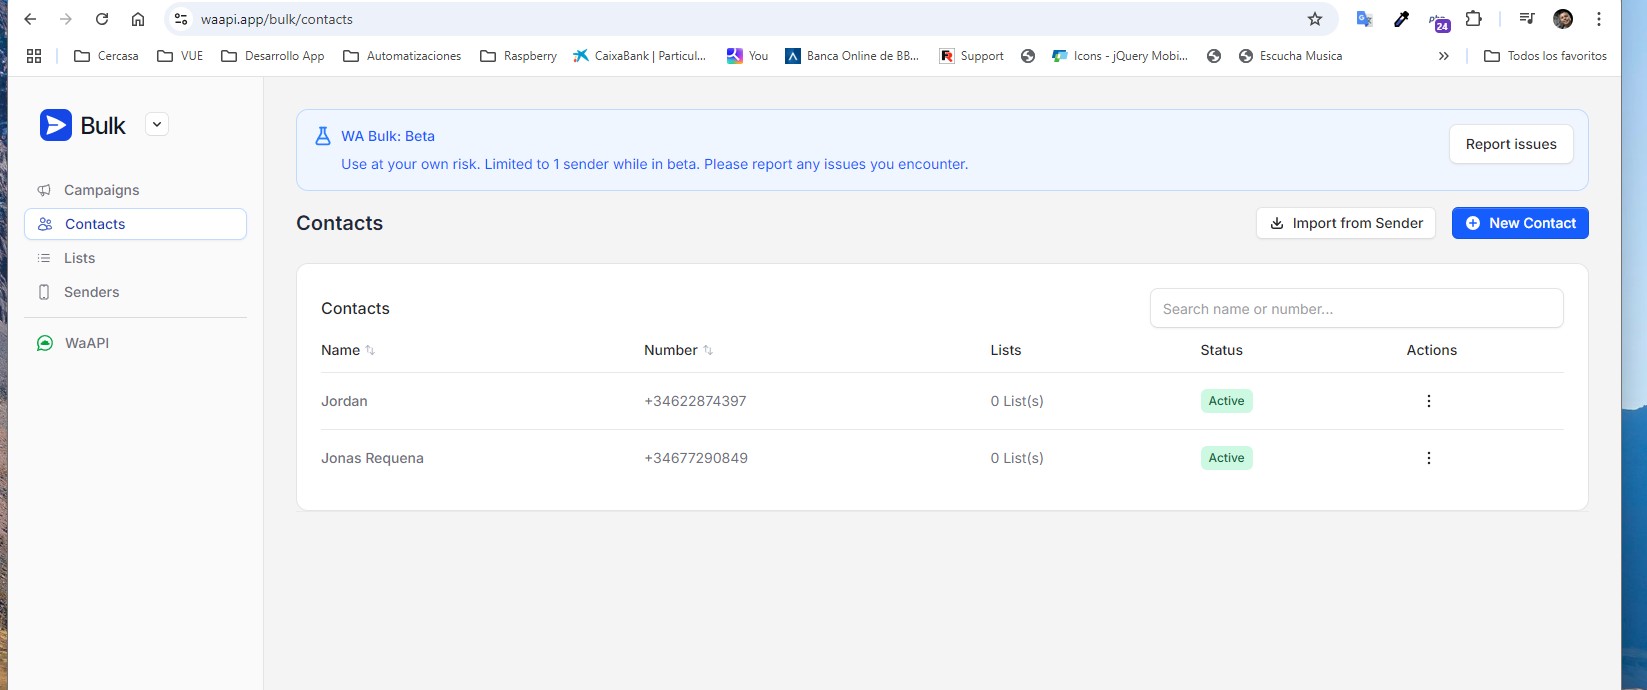 waapi.app/bulk/contacts
24
Cercasa VUE Desarrollo App Automatizaciones Raspberry CaixaBank | Particul... You Banca Online de BB... Support Icons - jQuery Mobi... Escucha Musica » Todos los favoritos
Bulk
Campaigns
Contacts
Lists
Senders
WaAPI
WA Bulk: Beta
Use at your own risk. Limited to 1 sender while in beta. Please report any issues you encounter.
Report issues
Contacts
Import from Sender
New Contact
Contacts
Search name or number...
Name Number Lists Status Actions
Jordan +34622874397 0 List(s) Active
Jonas Requena +34677290849 0 List(s) Active